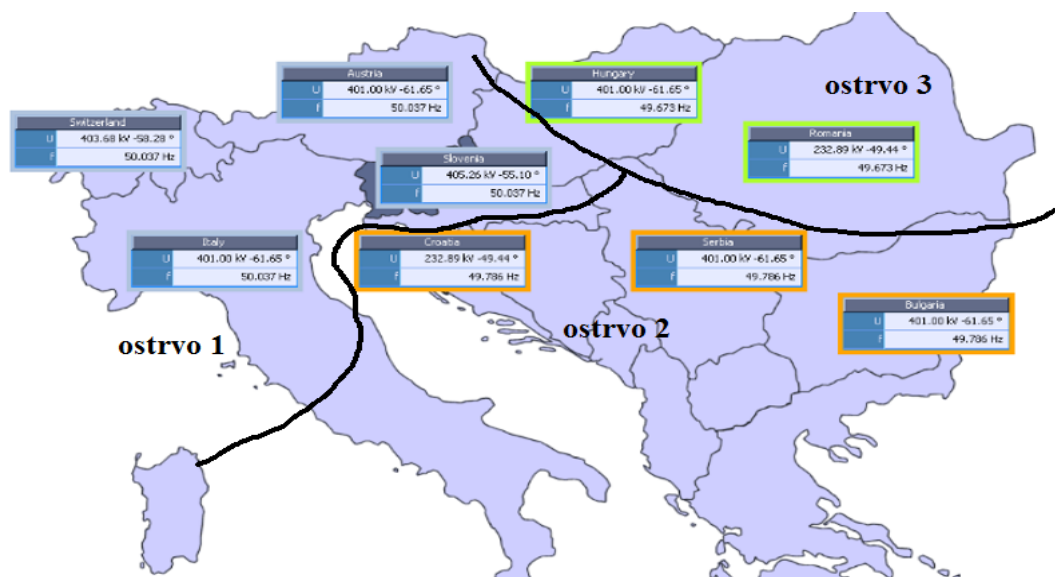 Austria
U 401.00 kV -61.65 °
f 50.037 Hz
Hungary
U 401.00 kV -61.65 °
f 49.673 Hz
ostrvo 3
Switzerland
U 403.68 kV -58.28 °
f 50.037 Hz
Romania
U 232.89 kV -49.44 °
f 49.673 Hz
Slovenia
U 405.26 kV -55.10 °
f 50.037 Hz
Italy
U 401.00 kV -61.65 °
f 50.037 Hz
Croatia
U 232.89 kV -49.44 °
f 49.786 Hz
Serbia
U 401.00 kV -61.65 °
f 49.786 Hz
Bulgaria
U 401.00 kV -61.65 °
f 49.786 Hz
ostrvo 1
ostrvo 2